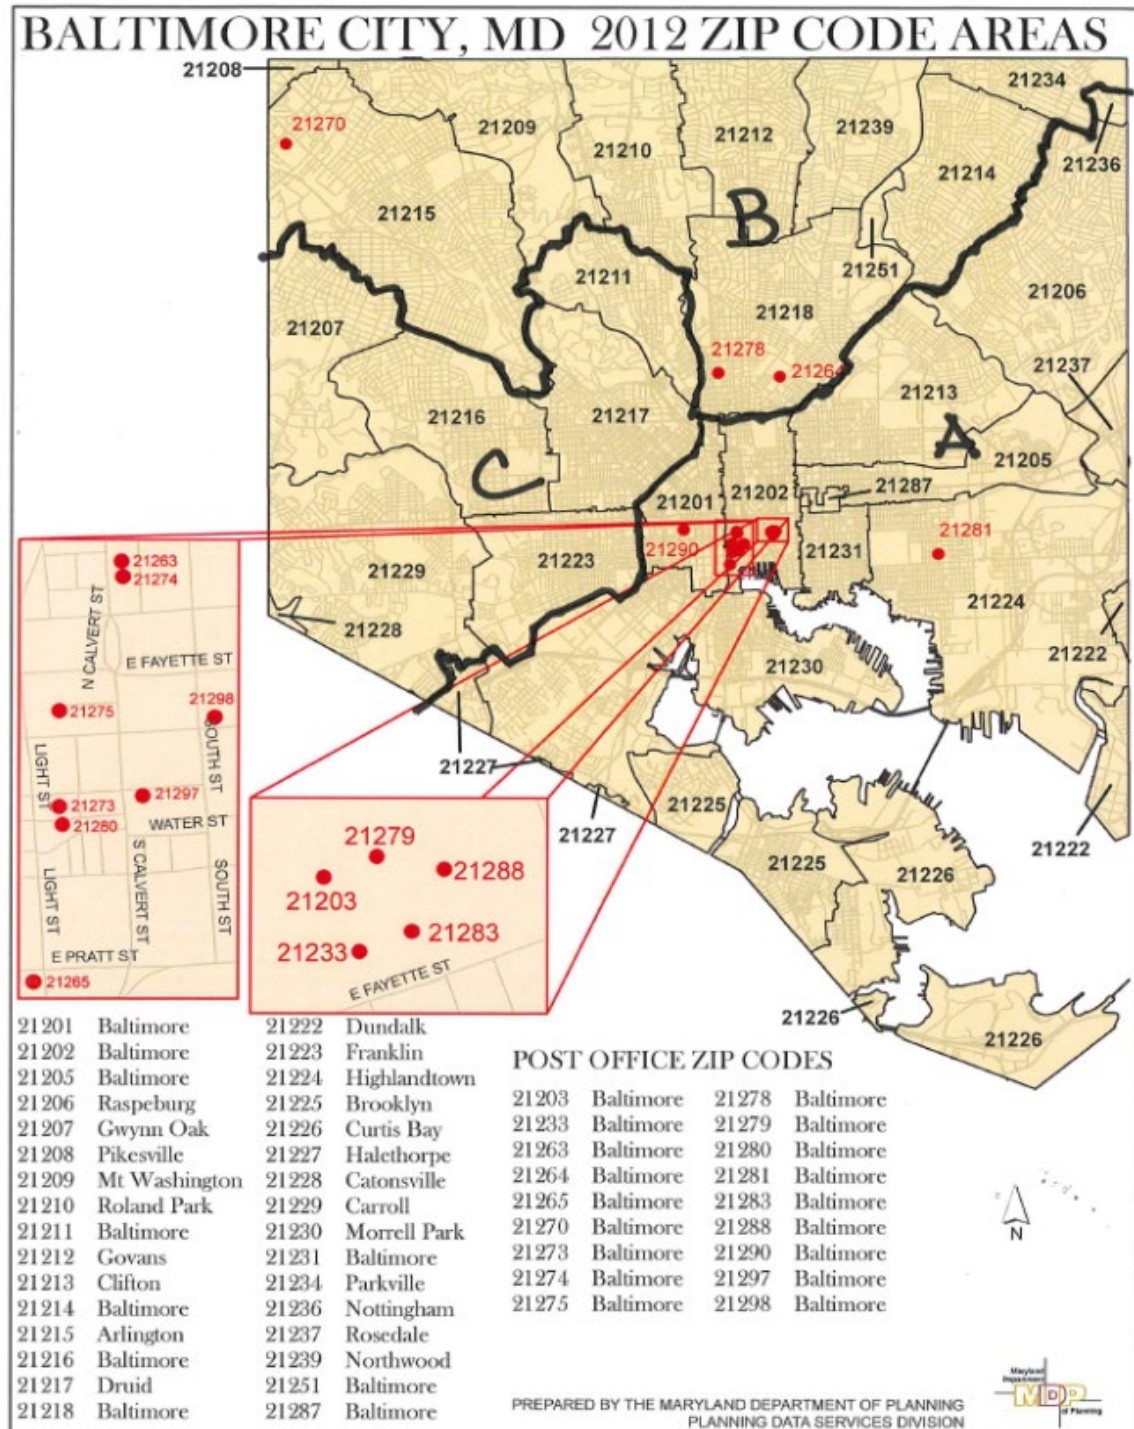 BALTIMORE CITY, MD 2012 ZIP CODE AREAS
21208
21234
21270
21209
21212
21239
21210
21236
21214
21215
B
21251
21211
21206
21218
21207
21278
21264
21237
21213
21216
21217
A
C
21205
21201
21202
21287
21290
21281
21231
21223
21229
21224
21228
21230
21222
21227
21225
21227
21222
21225
21226
21226
21226
21263
21274
N CALVERT ST
E FAYETTE ST
21298
21275
SOUTH ST
LIGHT ST
21297
21273
21280
WATER ST
S CALVERT ST
LIGHT ST
SOUTH ST
E PRATT ST
21265
21279
21288
21203
21283
21233
E FAYETTE ST
21201 Baltimore
21202 Baltimore
21205 Baltimore
21206 Raspeburg
21207 Gwynn Oak
21208 Pikesville
21209 Mt Washington
21210 Roland Park
21211 Baltimore
21212 Govans
21213 Clifton
21214 Baltimore
21215 Arlington
21216 Baltimore
21217 Druid
21218 Baltimore
21222 Dundalk
21223 Franklin
21224 Highlandtown
21225 Brooklyn
21226 Curtis Bay
21227 Halethorpe
21228 Catonsville
21229 Carroll
21230 Morrell Park
21231 Baltimore
21234 Parkville
21236 Nottingham
21237 Rosedale
21239 Northwood
21251 Baltimore
21287 Baltimore
POST OFFICE ZIP CODES
21203 Baltimore 21278 Baltimore
21233 Baltimore 21279 Baltimore
21263 Baltimore 21280 Baltimore
21264 Baltimore 21281 Baltimore
21265 Baltimore 21283 Baltimore
21270 Baltimore 21288 Baltimore
21273 Baltimore 21290 Baltimore
21274 Baltimore 21297 Baltimore
21275 Baltimore 21298 Baltimore
N
Maryland
Department
MDP
of Planning
PREPARED BY THE MARYLAND DEPARTMENT OF PLANNING
PLANNING DATA SERVICES DIVISION